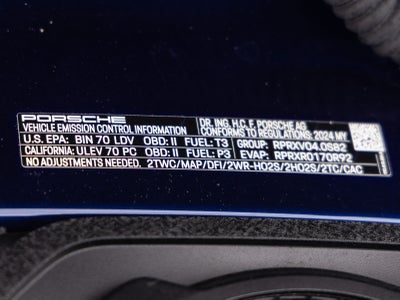 PORSCHE DR. ING. H.C. F. PORSCHE AG
VEHICLE EMISSION CONTROL INFORMATION CONFORMS TO REGULATIONS: 2024 MY
U.S. EPA: BIN 70 LDV OBD: II FUEL: T3 GROUP: RPRXV04.0S82
CALIFORNIA: ULEV 70 PC OBD: II FUEL: P3 EVAP: RPRXR0170R92
NO ADJUSTMENTS NEEDED. 2TWC/MAP/DFI/2WR-HO2S/2HO2S/2TC/CAC